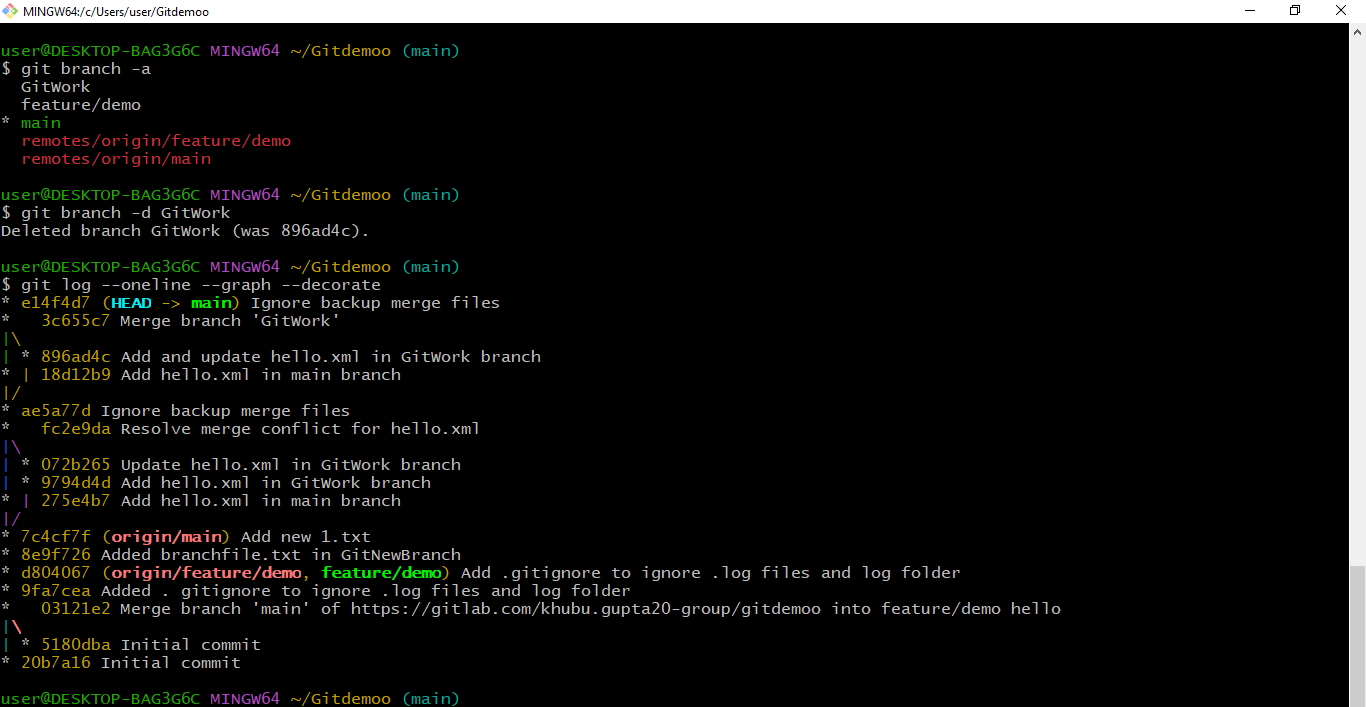 MINGW64:/c/Users/user/Gitdemoo
user@DESKTOP-BAG3G6C MINGW64 ~/Gitdemoo (main)
$ git branch -a
  GitWork
  feature/demo
* main
  remotes/origin/feature/demo
  remotes/origin/main
user@DESKTOP-BAG3G6C MINGW64 ~/Gitdemoo (main)
$ git branch -d GitWork
Deleted branch GitWork (was 896ad4c).
user@DESKTOP-BAG3G6C MINGW64 ~/Gitdemoo (main)
$ git log --oneline --graph --decorate
* e14f4d7 (HEAD -> main) Ignore backup merge files
*   3c655c7 Merge branch 'GitWork'
|\
| * 896ad4c Add and update hello.xml in GitWork branch
* | 18d12b9 Add hello.xml in main branch
|/
* ae5a77d Ignore backup merge files
*   fc2e9da Resolve merge conflict for hello.xml
|\
| * 072b265 Update hello.xml in GitWork branch
| * 9794d4d Add hello.xml in GitWork branch
* | 275e4b7 Add hello.xml in main branch
|/
* 7c4cf7f (origin/main) Add new 1.txt
* 8e9f726 Added branchfile.txt in GitNewBranch
* d804067 (origin/feature/demo, feature/demo) Add .gitignore to ignore .log files and log folder
* 9fa7cea Added . gitignore to ignore .log files and log folder
*   03121e2 Merge branch 'main' of https://gitlab.com/khubu.gupta20-group/gitdemoo into feature/demo hello
|\
| * 5180dba Initial commit
* 20b7a16 Initial commit
user@DESKTOP-BAG3G6C MINGW64 ~/Gitdemoo (main)